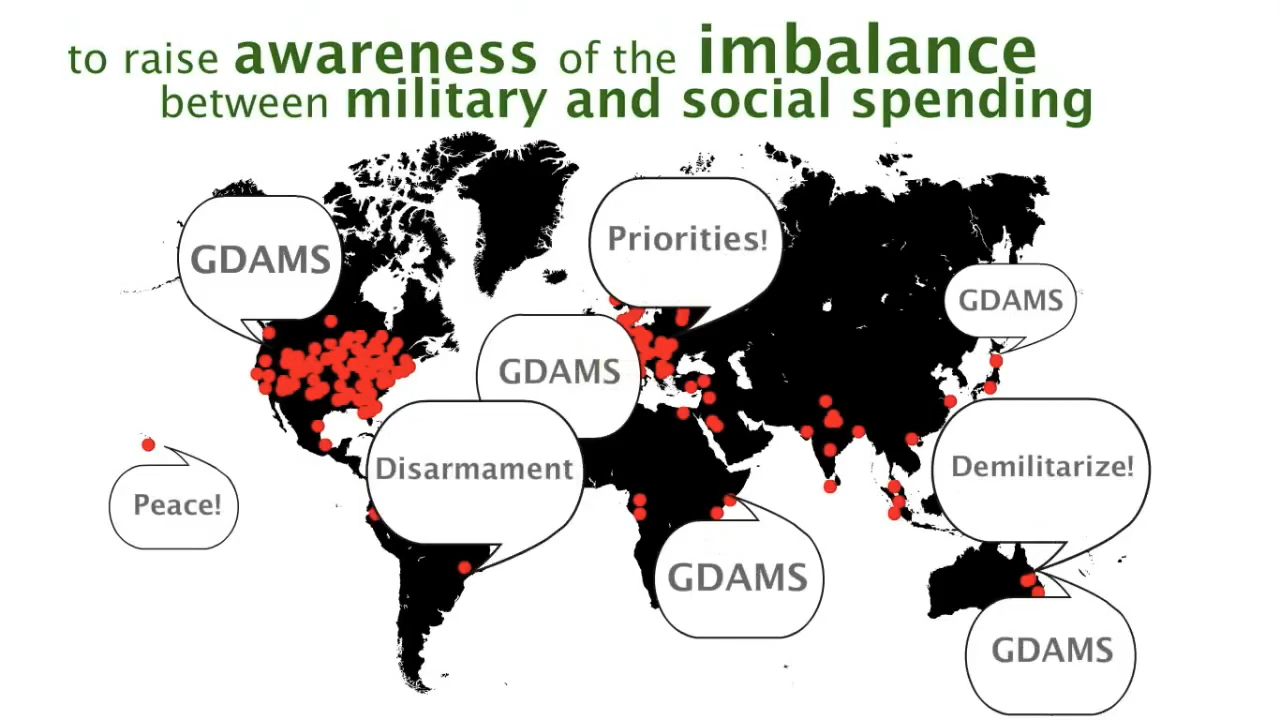 to raise awareness of the imbalance
between military and social spending
GDAMS
Priorities!
GDAMS
GDAMS
Disarmament
Demilitarize!
Peace!
GDAMS
GDAMS